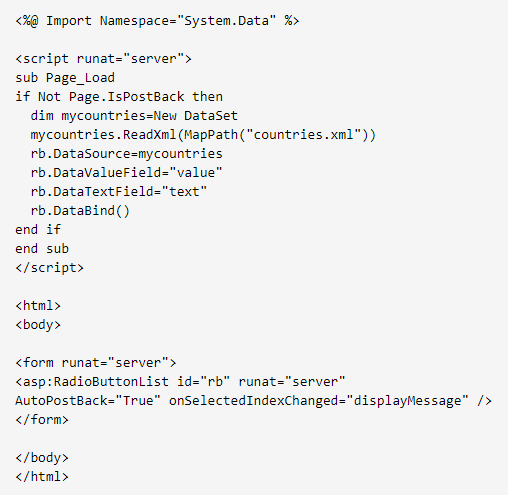 <%@ Import Namespace="System.Data" %>
<script runat="server">
sub Page_Load
if Not Page.IsPostBack then
  dim mycountries=New DataSet
  mycountries.ReadXml(MapPath("countries.xml"))
  rb.DataSource=mycountries
  rb.DataValueField="value"
  rb.DataTextField="text"
  rb.DataBind()
end if
end sub
</script>
<html>
<body>
<form runat="server">
<asp:RadioButtonList id="rb" runat="server"
AutoPostBack="True" onSelectedIndexChanged="displayMessage" />
</form>
</body>
</html>